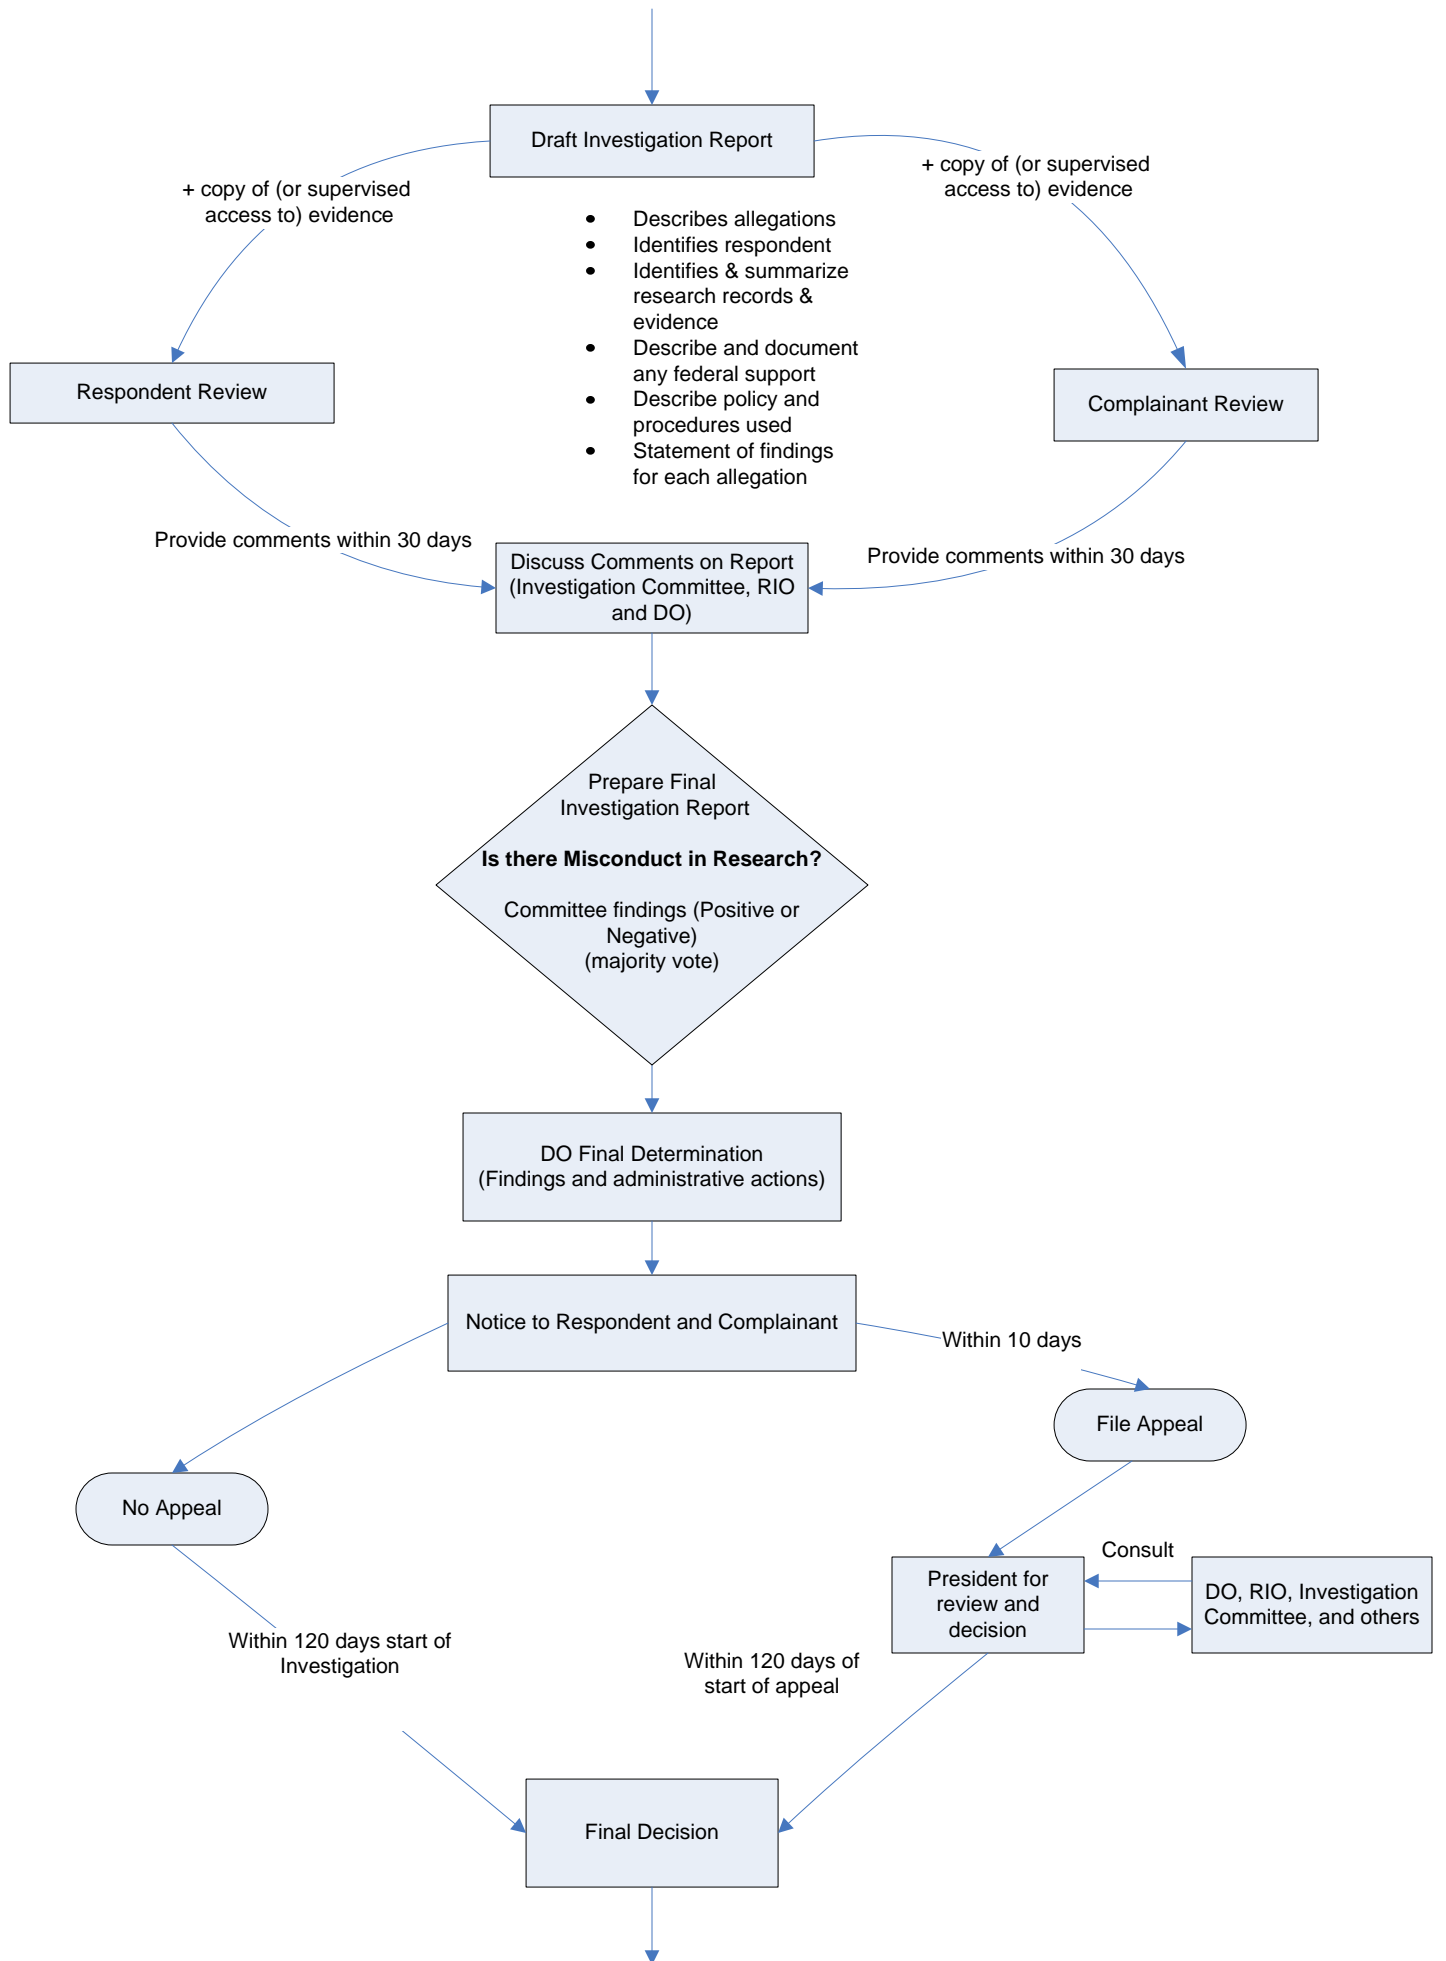 Draft Investigation Report
+ copy of (or supervised
access to) evidence
+ copy of (or supervised
access to) evidence
• Describes allegations
• Identifies respondent
• Identifies & summarize
research records &
evidence
• Describe and document
any federal support
• Describe policy and
procedures used
• Statement of findings
for each allegation
Respondent Review
Complainant Review
Provide comments within 30 days
Provide comments within 30 days
Discuss Comments on Report
(Investigation Committee, RIO
and DO)
Prepare Final
Investigation Report
Is there Misconduct in Research?
Committee findings (Positive or
Negative)
(majority vote)
DO Final Determination
(Findings and administrative actions)
Notice to Respondent and Complainant
Within 10 days
File Appeal
No Appeal
Consult
President for
review and
decision
DO, RIO, Investigation
Committee, and others
Within 120 days start of
Investigation
Within 120 days of
start of appeal
Final Decision